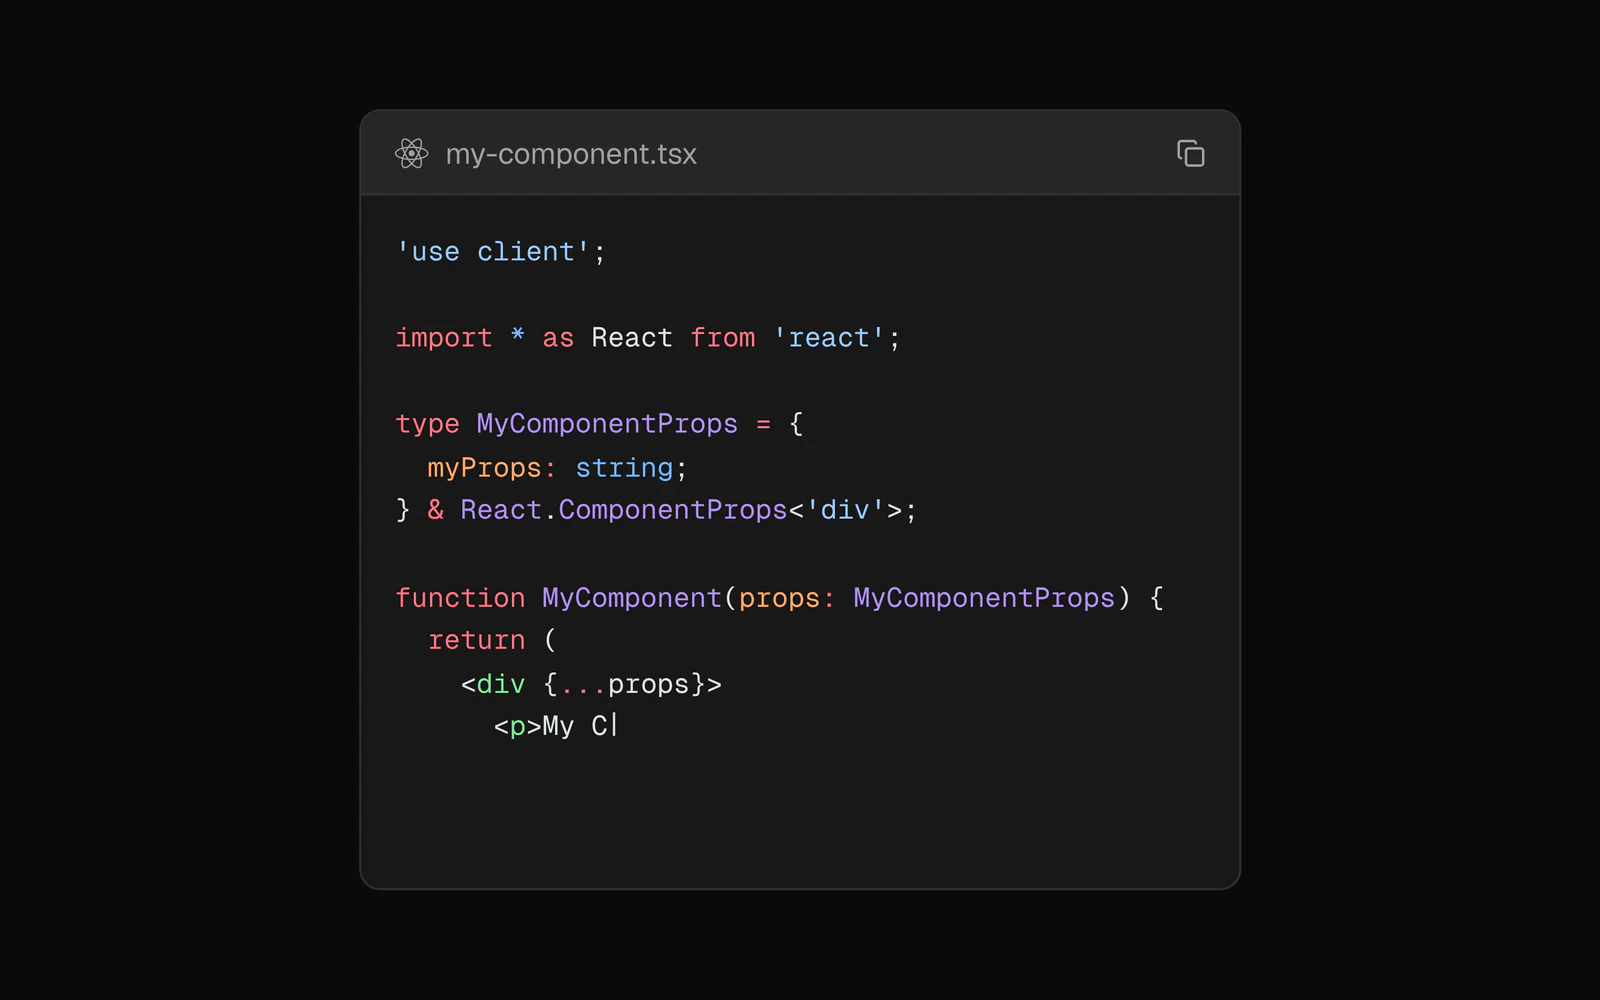 my-component.tsx
'use client';
import * as React from 'react';
type MyComponentProps = {
  myProps: string;
} & React.ComponentProps<'div'>;
function MyComponent(props: MyComponentProps) {
  return (
    <div {...props}>
      <p>My C